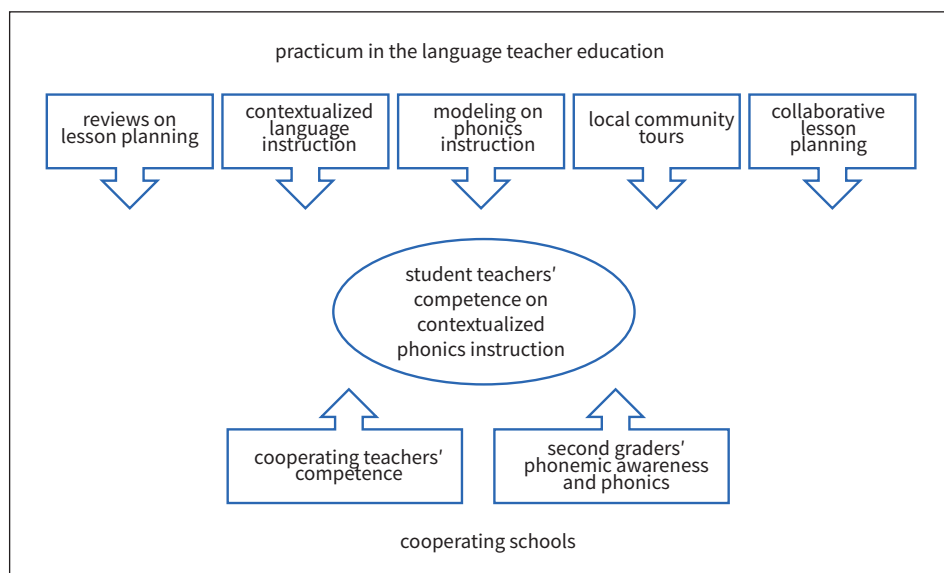 practicum in the language teacher education
reviews on
lesson planning
contextualized
language
instruction
modeling on
phonics
instruction
local community
tours
collaborative
lesson
planning
student teachers'
competence on
contextualized
phonics instruction
cooperating teachers'
competence
second graders'
phonemic awareness
and phonics
cooperating schools